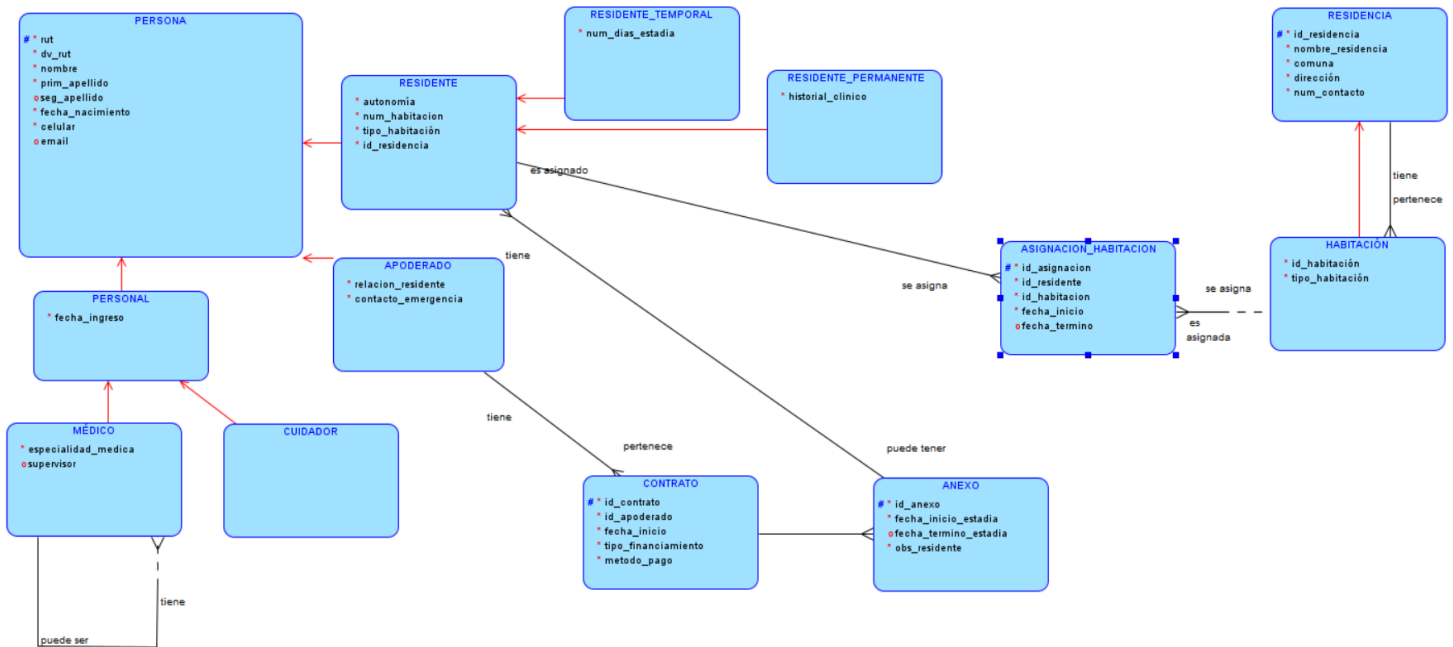 PERSONA
# * rut
* dv_rut
* nombre
* prim_apellido
o seg_apellido
* fecha_nacimiento
* celular
o email
RESIDENTE
* autonomía
* num_habitacion
* tipo_habitación
* id_residencia
RESIDENTE_TEMPORAL
* num_dias_estadia
RESIDENTE_PERMANENTE
* historial_clinico
RESIDENCIA
# * id_residencia
* nombre_residencia
* comuna
* dirección
* num_contacto
es asignado
tiene
pertenece
ASIGNACION_HABITACION
# * id_asignacion
* id_residente
* id_habitacion
* fecha_inicio
o fecha_termino
HABITACIÓN
* id_habitación
* tipo_habitación
tiene
se asigna
se asigna
es
asignada
APODERADO
* relacion_residente
* contacto_emergencia
PERSONAL
* fecha_ingreso
MÉDICO
* especialidad_medica
o supervisor
CUIDADOR
tiene
pertenece
puede tener
CONTRATO
# * id_contrato
* id_apoderado
* fecha_inicio
* tipo_financiamiento
* metodo_pago
ANEXO
# * id_anexo
* fecha_inicio_estadia
o fecha_termino_estadia
* obs_residente
tiene
puede ser